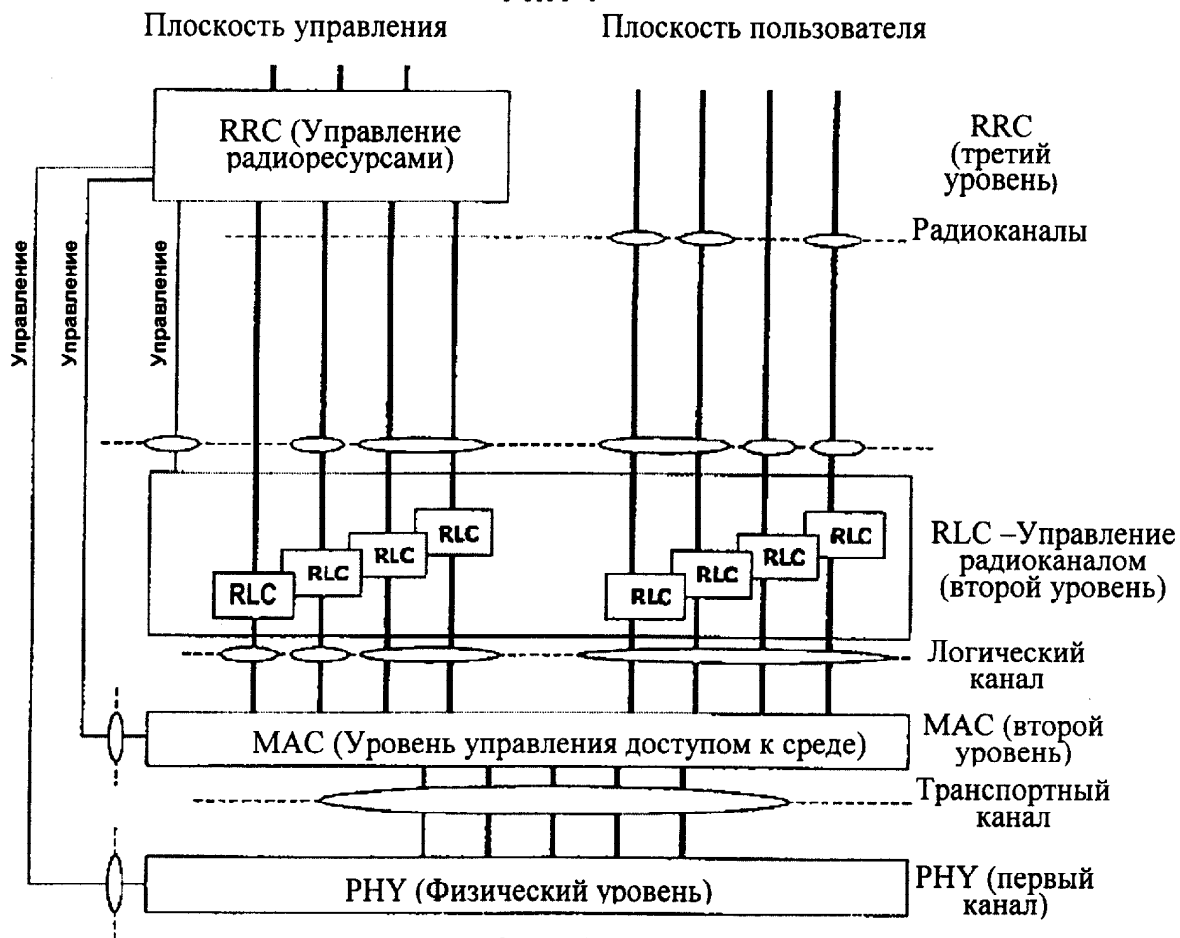 Плоскость управления
Плоскость пользователя
RRC (Управление
радиоресурсами)
RRC
(третий
уровень)
Радиоканалы
Управление
Управление
Управление
RLC
RLC
RLC
RLC
RLC
RLC
RLC
RLC
RLC –Управление
радиоканалом
(второй уровень)
Логический
канал
MAC (Уровень управления доступом к среде)
MAC (второй
уровень)
Транспортный
канал
PHY (Физический уровень)
PHY (первый
канал)